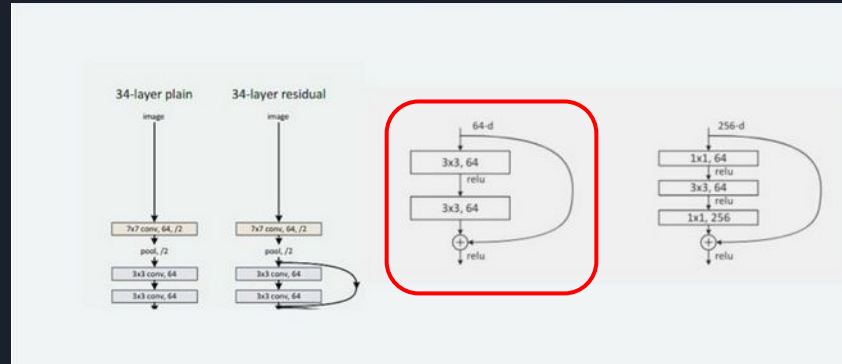 34-layer plain
image
7x7 conv, 64, /2
pool, /2
3x3 conv, 64
3x3 conv, 64
34-layer residual
image
7x7 conv, 64, /2
pool, /2
3x3 conv, 64
3x3 conv, 64
64-d
3x3, 64
relu
3x3, 64
+
relu
256-d
1x1, 64
relu
3x3, 64
relu
1x1, 256
+
relu